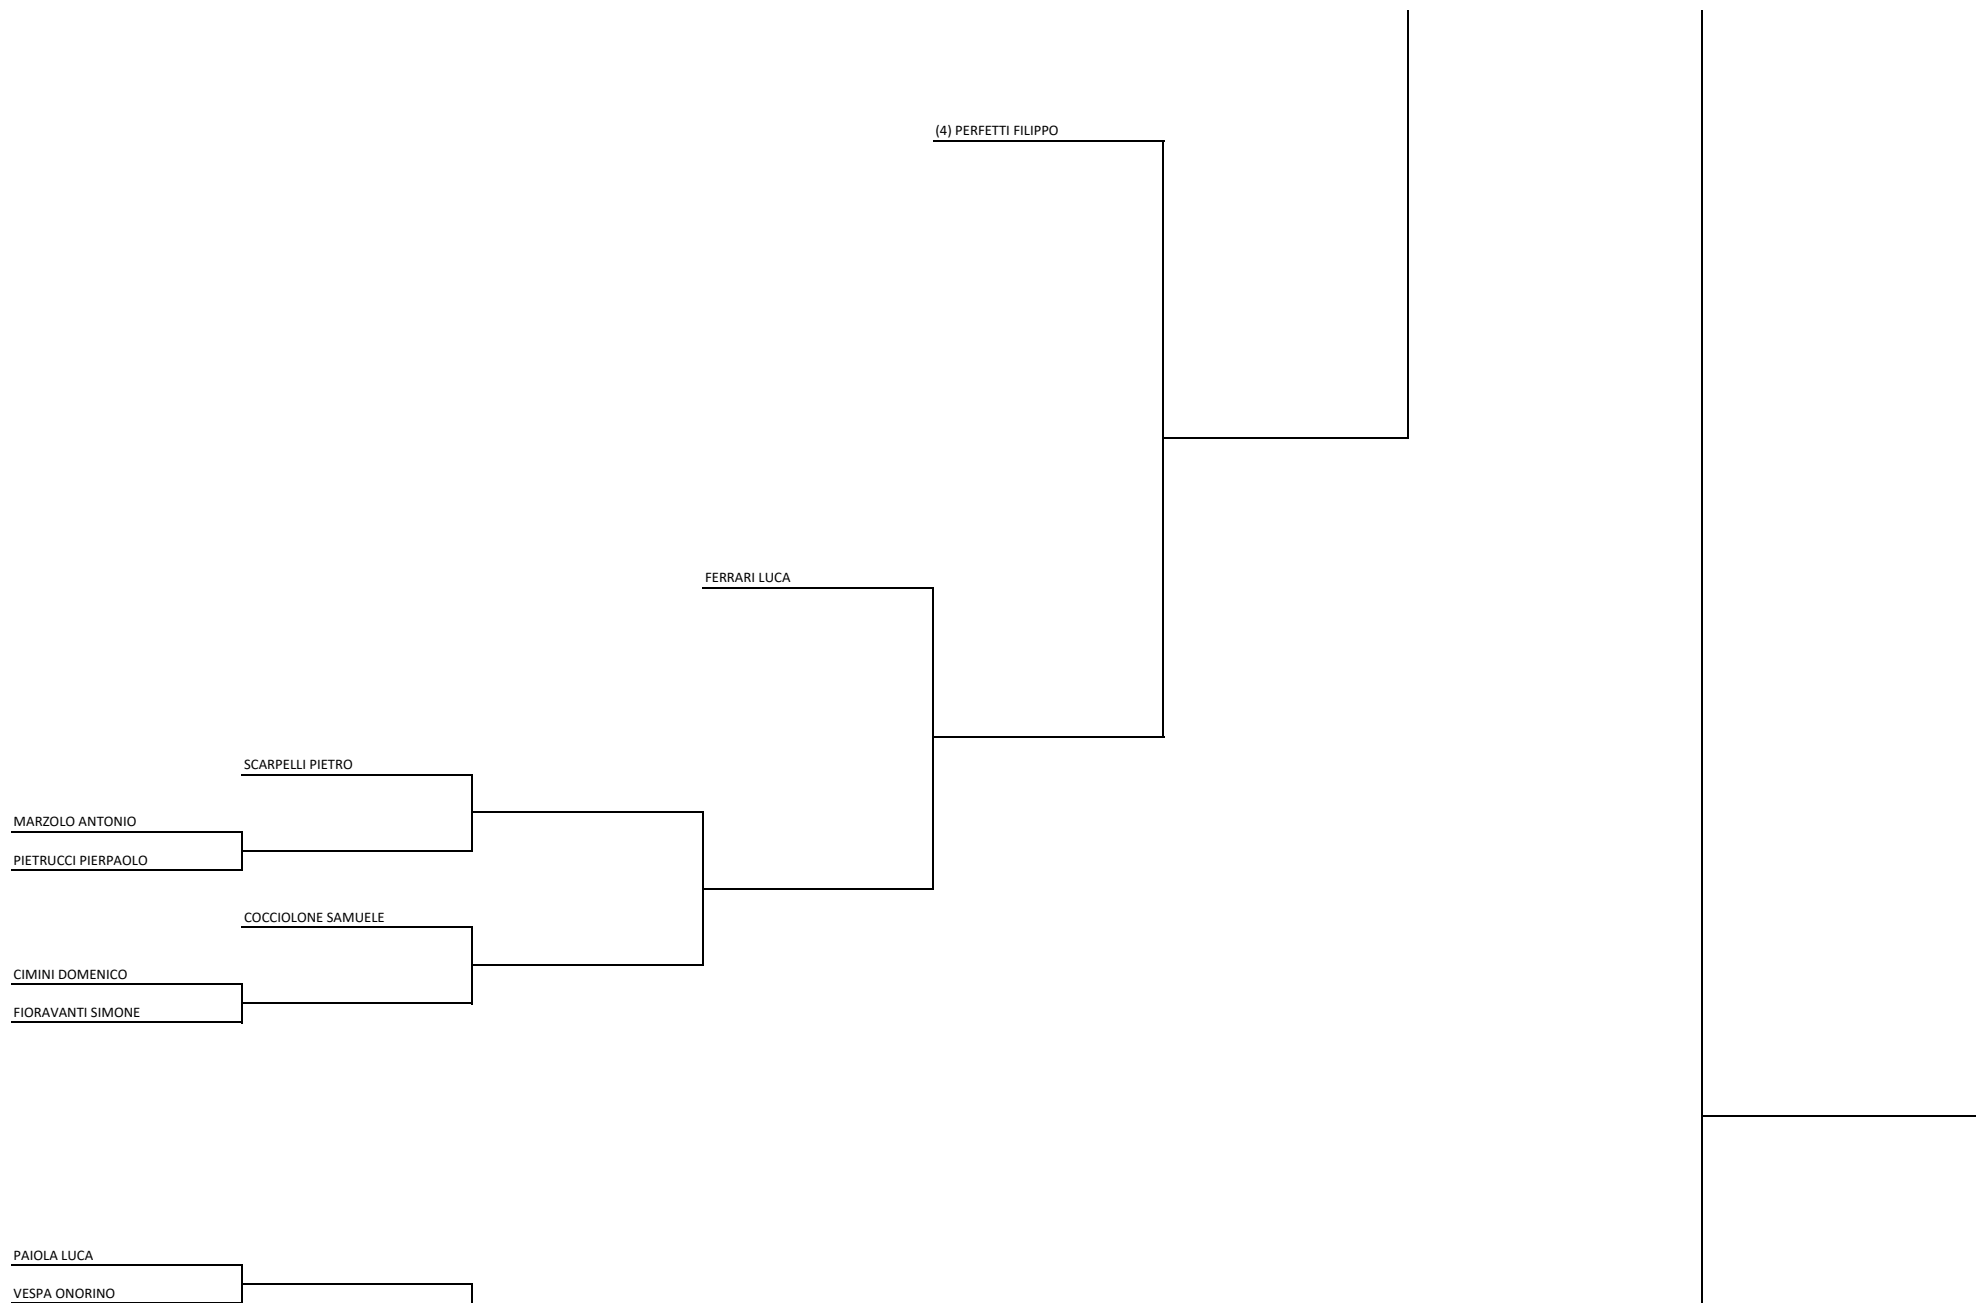 (4) PERFETTI FILIPPO
FERRARI LUCA
SCARPELLI PIETRO
MARZOLO ANTONIO
PIETRUCCI PIERPAOLO
COCCIOLONE SAMUELE
CIMINI DOMENICO
FIORAVANTI SIMONE
PAIOLA LUCA
VESPA ONORINO